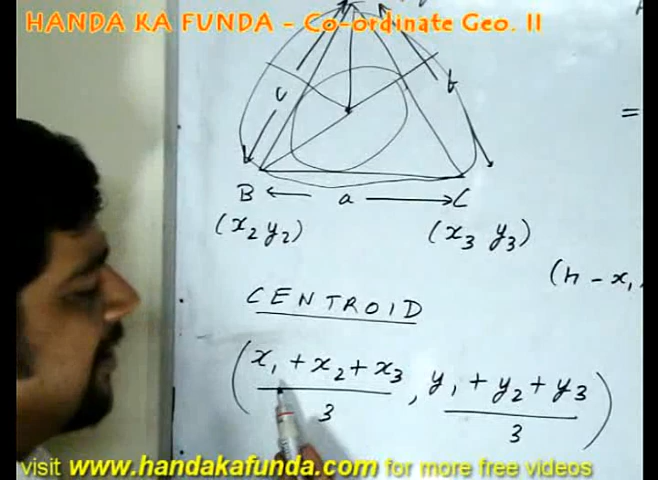 HANDA KA FUNDA - Co-ordinate Geo. II
c
b
=
B ← a → C
(x₂ y₂) (x₃ y₃)
(h - x₁,
CENTROID
(x₁ + x₂ + x₃ / 3 , y₁ + y₂ + y₃ / 3)
visit www.handakafunda.com for more free videos